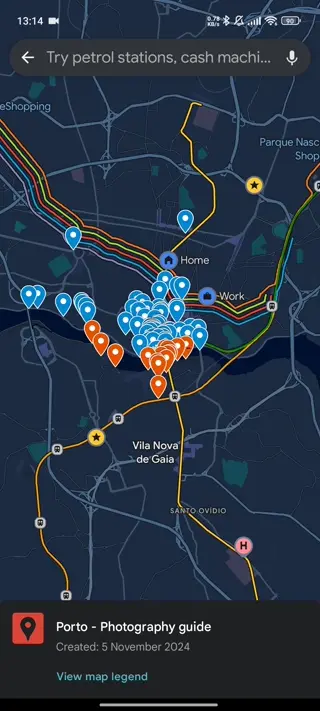 13:14
0.78
KB/s
90
Try petrol stations, cash machi...
eShopping
Parque Nasc
Shop
Home
Work
Vila Nova
de Gaia
SANTO OVÍDIO
H
Porto - Photography guide
Created: 5 November 2024
View map legend